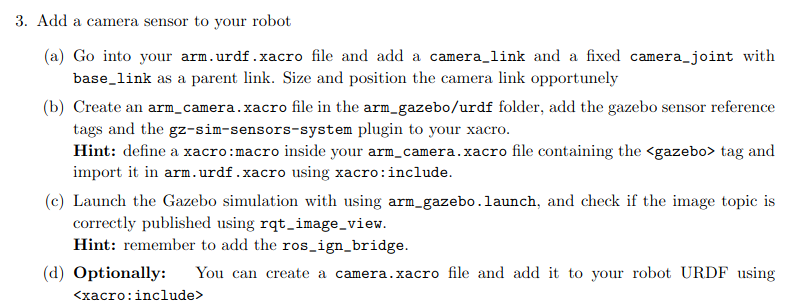 3. Add a camera sensor to your robot
(a) Go into your arm.urdf.xacro file and add a camera_link and a fixed camera_joint with
base_link as a parent link. Size and position the camera link opportunely
(b) Create an arm_camera.xacro file in the arm_gazebo/urdf folder, add the gazebo sensor reference
tags and the gz-sim-sensors-system plugin to your xacro.
Hint: define a xacro:macro inside your arm_camera.xacro file containing the <gazebo> tag and
import it in arm.urdf.xacro using xacro:include.
(c) Launch the Gazebo simulation with using arm_gazebo.launch, and check if the image topic is
correctly published using rqt_image_view.
Hint: remember to add the ros_ign_bridge.
(d) Optionally: You can create a camera.xacro file and add it to your robot URDF using
<xacro:include>